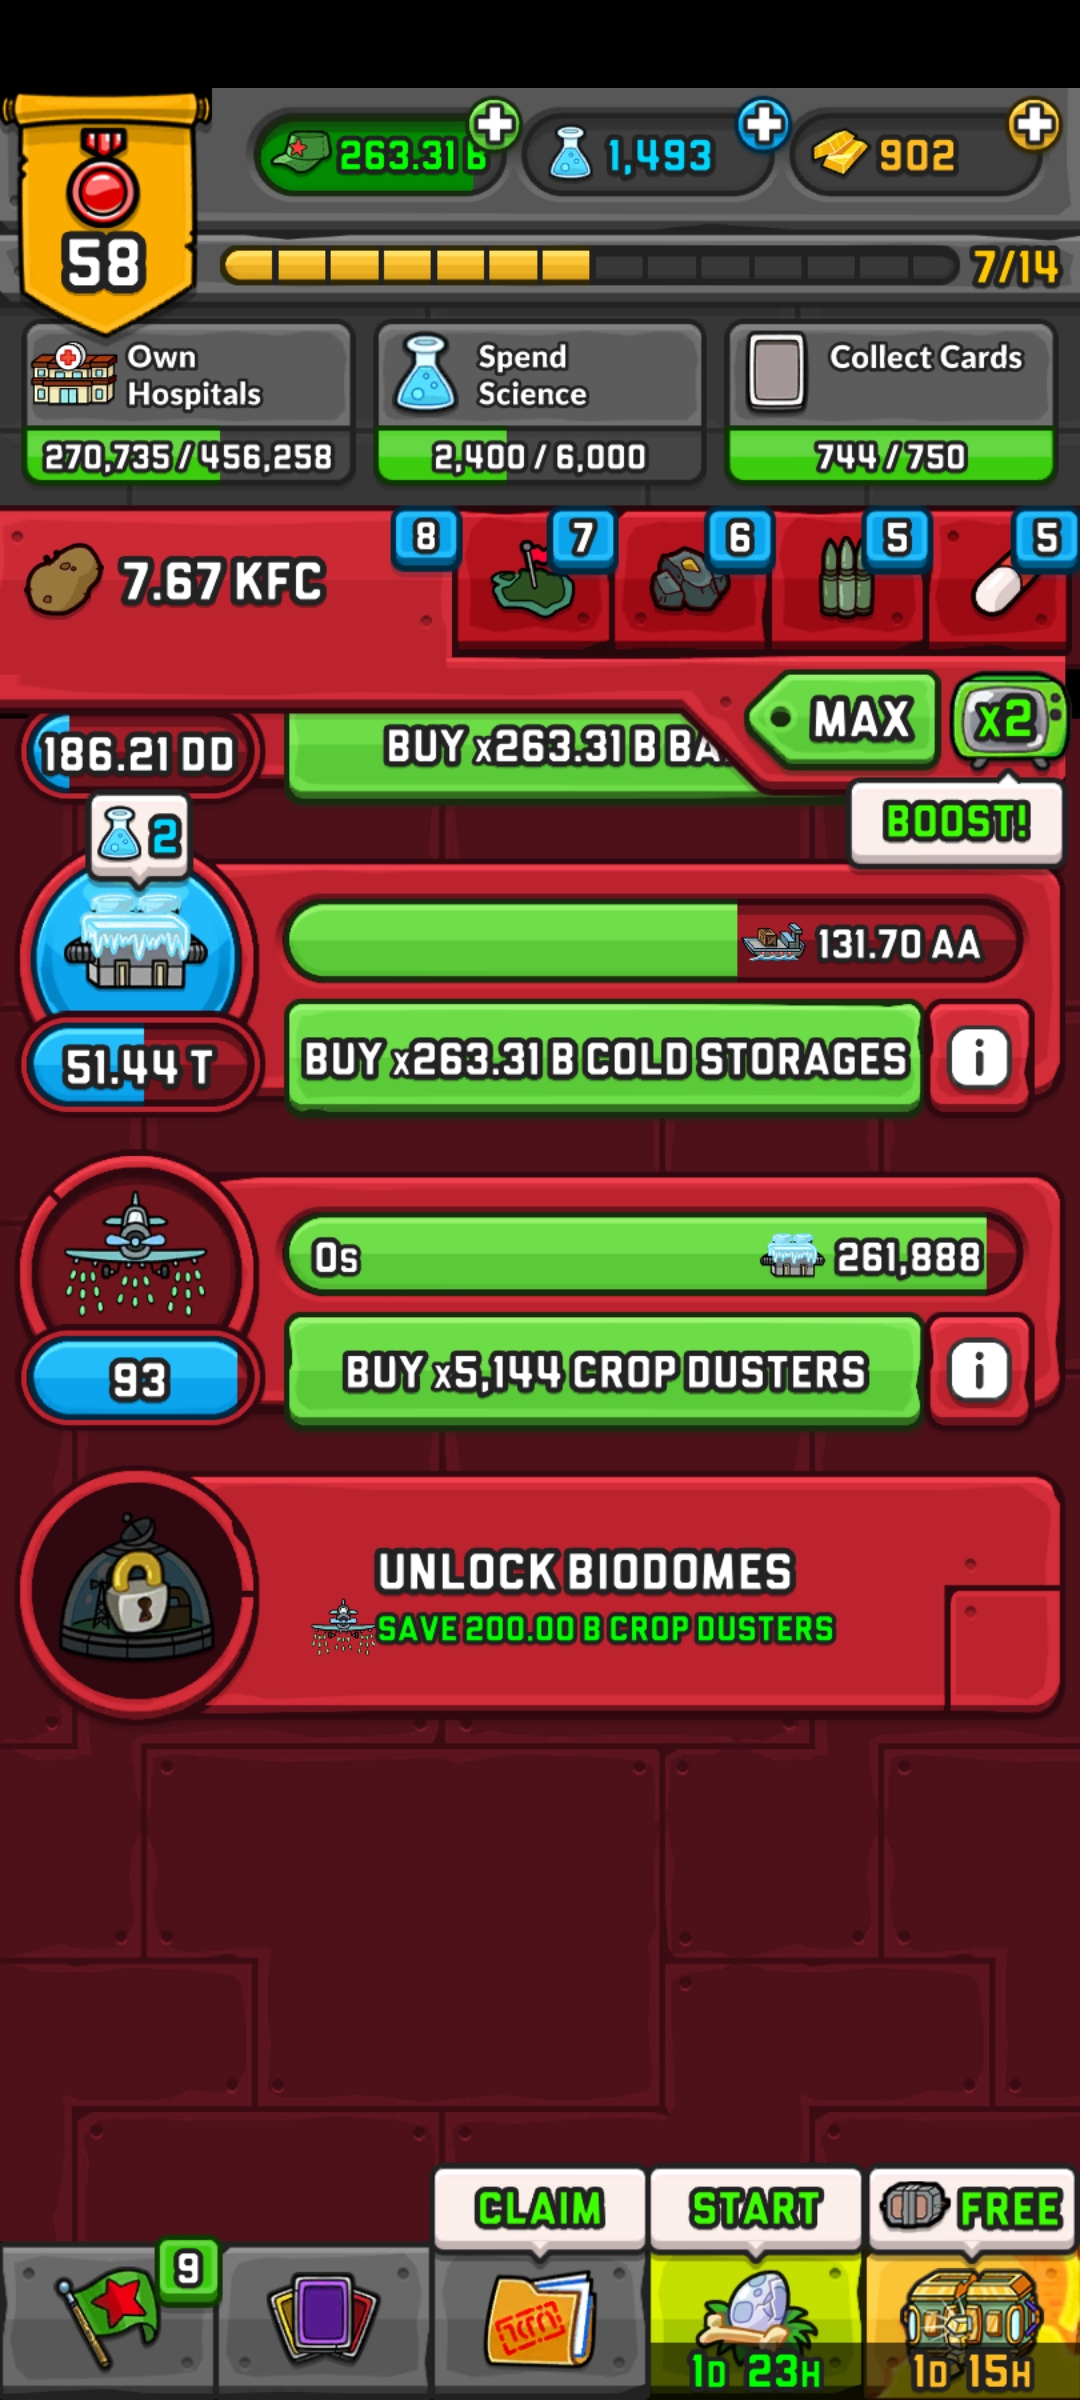 263.31 B
1,493
902
58
7/14
Own
Hospitals
270,735 / 456,258
Spend
Science
2,400 / 6,000
Collect Cards
744 / 750
7.67 KFC
8
7
6
5
5
MAX
x2
BOOST!
186.21 DD
BUY x263.31 B BA
2
131.70 AA
51.44 T
BUY x263.31 B COLD STORAGES
i
0s
261,888
93
BUY x5,144 CROP DUSTERS
i
UNLOCK BIODOMES
SAVE 200.00 B CROP DUSTERS
CLAIM
START
FREE
9
1D 23H
1D 15H